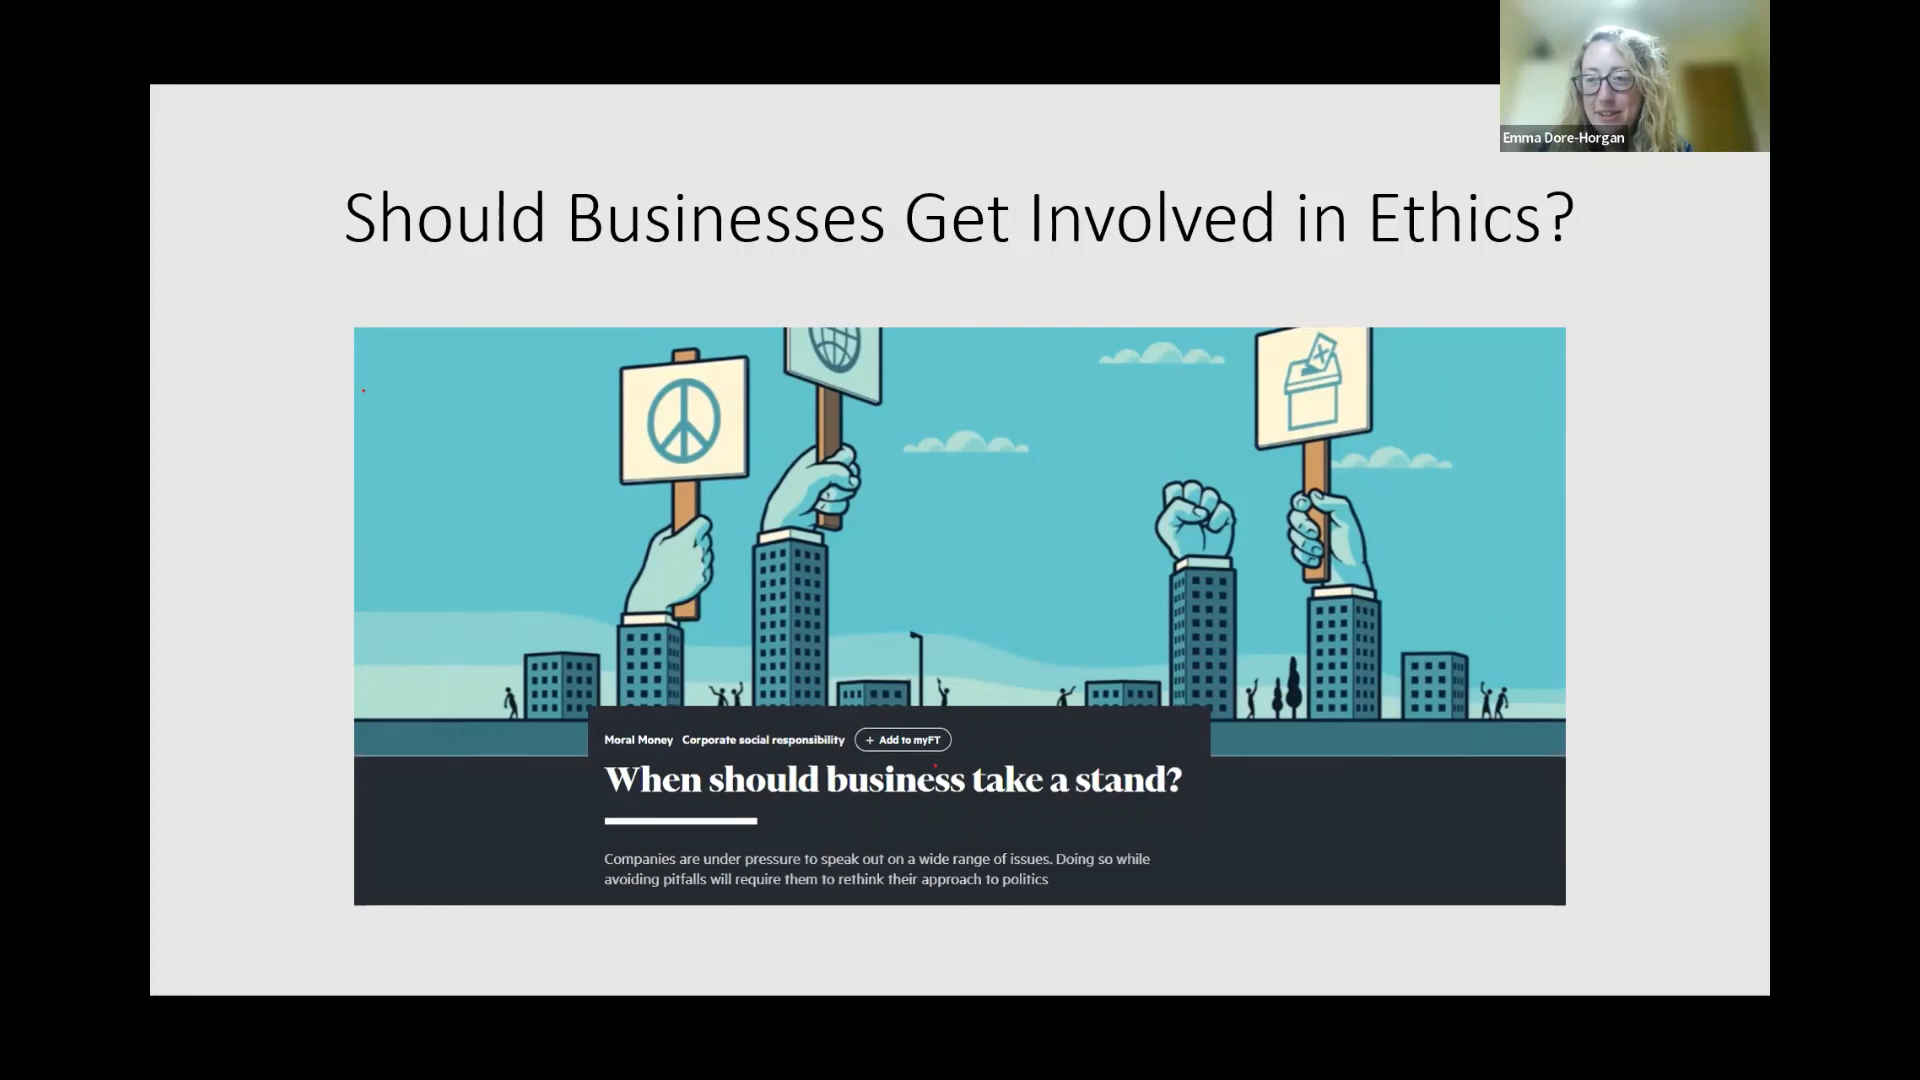 Emma Dore-Horgan
Should Businesses Get Involved in Ethics?
Moral Money Corporate social responsibility + Add to myFT
When should business take a stand?
Companies are under pressure to speak out on a wide range of issues. Doing so while
avoiding pitfalls will require them to rethink their approach to politics